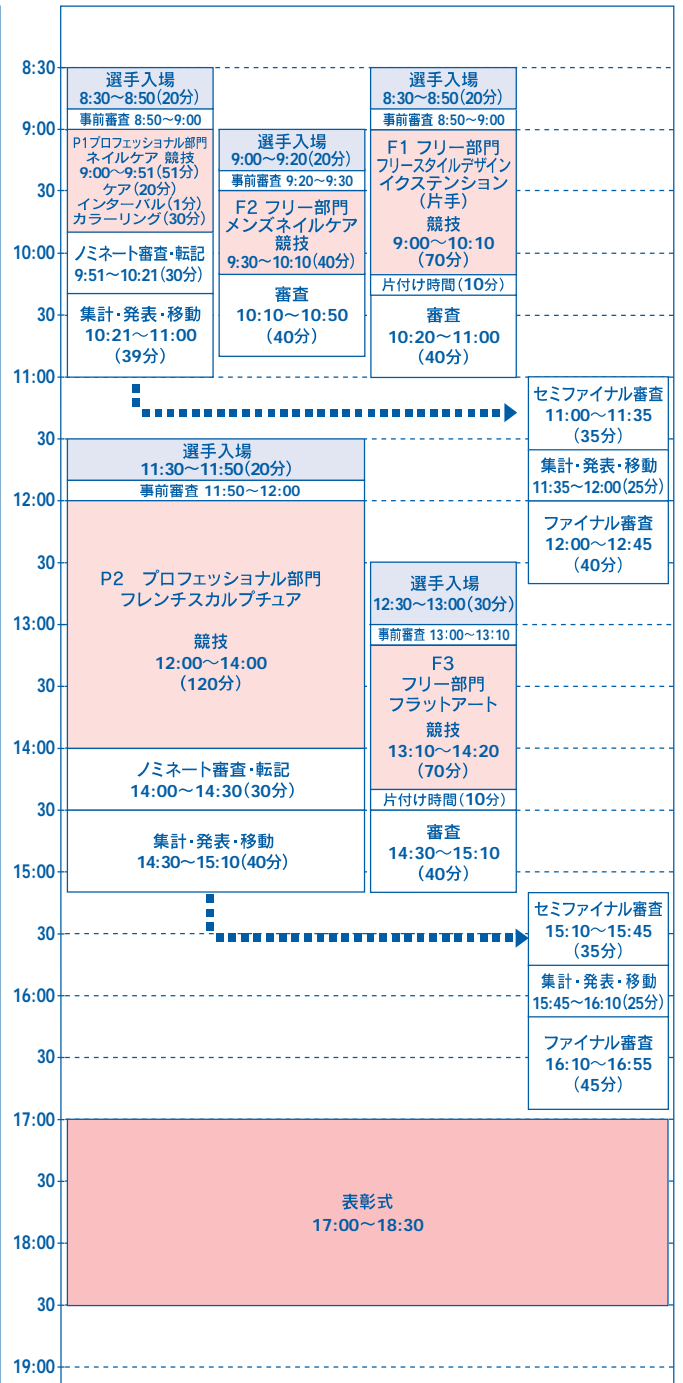 8:30
9:00
30
10:00
30
11:00
30
12:00
30
13:00
30
14:00
30
15:00
30
16:00
30
17:00
30
18:00
30
19:00
選手入場
8:30〜8:50(20分)
事前審査 8:50〜9:00
P1プロフェッショナル部門
ネイルケア 競技
9:00〜9:51(51分)
ケア(20分)
インターバル(1分)
カラーリング(30分)
ノミネート審査・転記
9:51〜10:21(30分)
集計・発表・移動
10:21〜11:00
(39分)
選手入場
9:00〜9:20(20分)
事前審査 9:20〜9:30
F2 フリー部門
メンズネイルケア
競技
9:30〜10:10(40分)
審査
10:10〜10:50
(40分)
選手入場
8:30〜8:50(20分)
事前審査 8:50〜9:00
F1 フリー部門
フリースタイルデザイン
イクステンション
(片手)
競技
9:00〜10:10
(70分)
片付け時間(10分)
審査
10:20〜11:00
(40分)
セミファイナル審査
11:00〜11:35
(35分)
集計・発表・移動
11:35〜12:00(25分)
ファイナル審査
12:00〜12:45
(40分)
選手入場
11:30〜11:50(20分)
事前審査 11:50〜12:00
P2 プロフェッショナル部門
フレンチスカルプチュア
競技
12:00〜14:00
(120分)
ノミネート審査・転記
14:00〜14:30(30分)
集計・発表・移動
14:30〜15:10(40分)
選手入場
12:30〜13:00(30分)
事前審査 13:00〜13:10
F3
フリー部門
フラットアート
競技
13:10〜14:20
(70分)
片付け時間(10分)
審査
14:30〜15:10
(40分)
セミファイナル審査
15:10〜15:45
(35分)
集計・発表・移動
15:45〜16:10(25分)
ファイナル審査
16:10〜16:55
(45分)
表彰式
17:00〜18:30